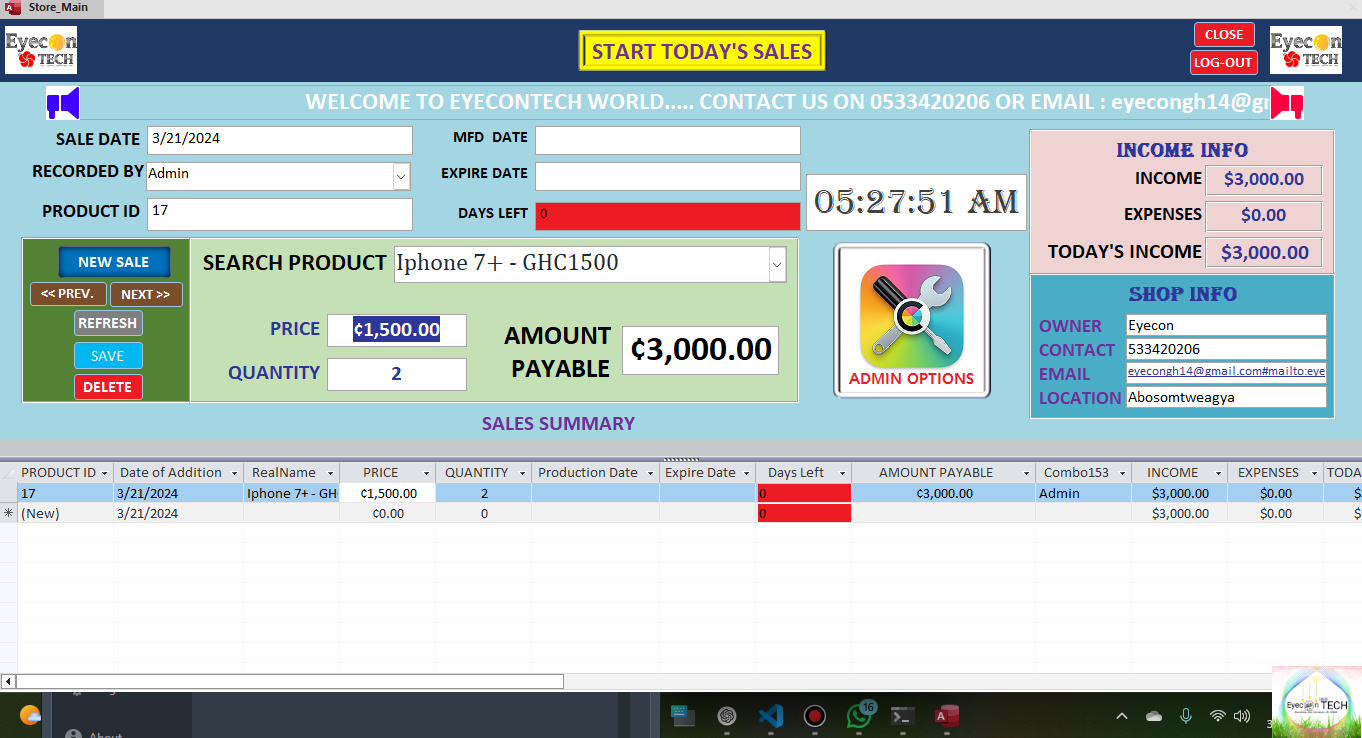 Store_Main
Eyecon
TECH
START TODAY'S SALES
CLOSE
LOG-OUT
Eyecon
TECH
WELCOME TO EYECONTECH WORLD..... CONTACT US ON 0533420206 OR EMAIL : eyecongh14@gm
SALE DATE 3/21/2024
MFD DATE
RECORDED BY Admin
EXPIRE DATE
PRODUCT ID 17
DAYS LEFT 0
05:27:51 AM
INCOME INFO
INCOME $3,000.00
EXPENSES $0.00
TODAY'S INCOME $3,000.00
NEW SALE
<< PREV. NEXT >>
REFRESH
SAVE
DELETE
SEARCH PRODUCT Iphone 7+ - GHC1500
PRICE ¢1,500.00
QUANTITY 2
AMOUNT
PAYABLE
¢3,000.00
ADMIN OPTIONS
SHOP INFO
OWNER Eyecon
CONTACT 533420206
EMAIL eyecongh14@gmail.com#mailto:eye
LOCATION Abosomtweagya
SALES SUMMARY
PRODUCT ID Date of Addition RealName PRICE QUANTITY Production Date Expire Date Days Left AMOUNT PAYABLE Combo153 INCOME EXPENSES TODA
17 3/21/2024 Iphone 7+ - GH ¢1,500.00 2 0 ¢3,000.00 Admin $3,000.00 $0.00 $
(New) 3/21/2024 ¢0.00 0 0 $3,000.00 $0.00 $
About
16
Eyecon TECH